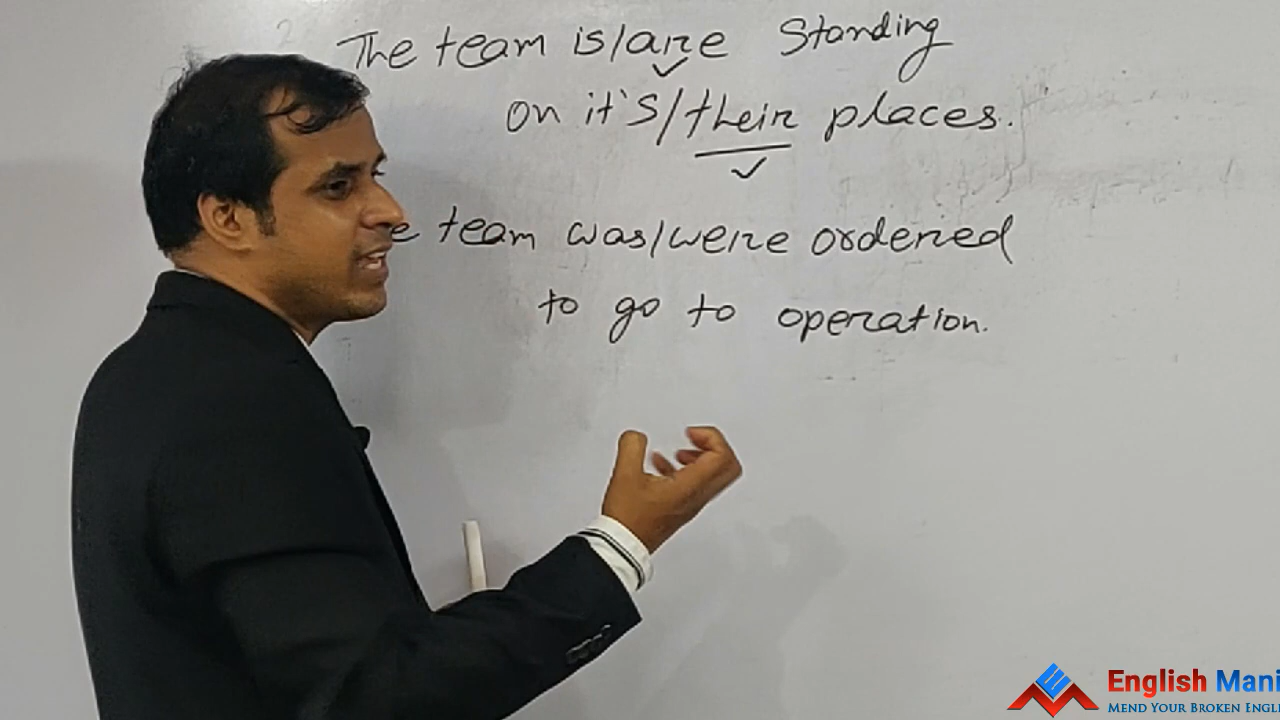 The team is/are Standing
on it's/their places.
team was/were ordered
to go to operation.
English Mani
MEND YOUR BROKEN ENGL